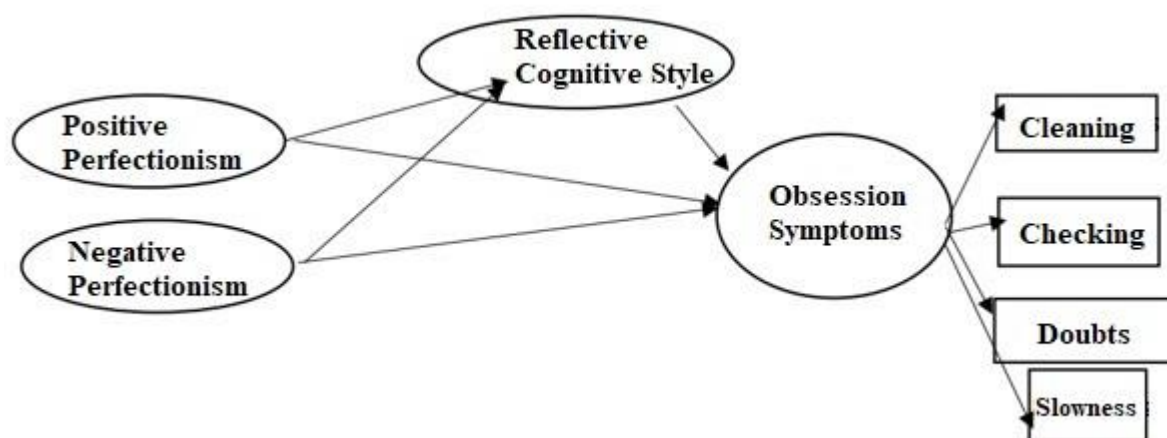 Reflective
Cognitive Style
Positive
Perfectionism
Negative
Perfectionism
Obsession
Symptoms
Cleaning
Checking
Doubts
Slowness